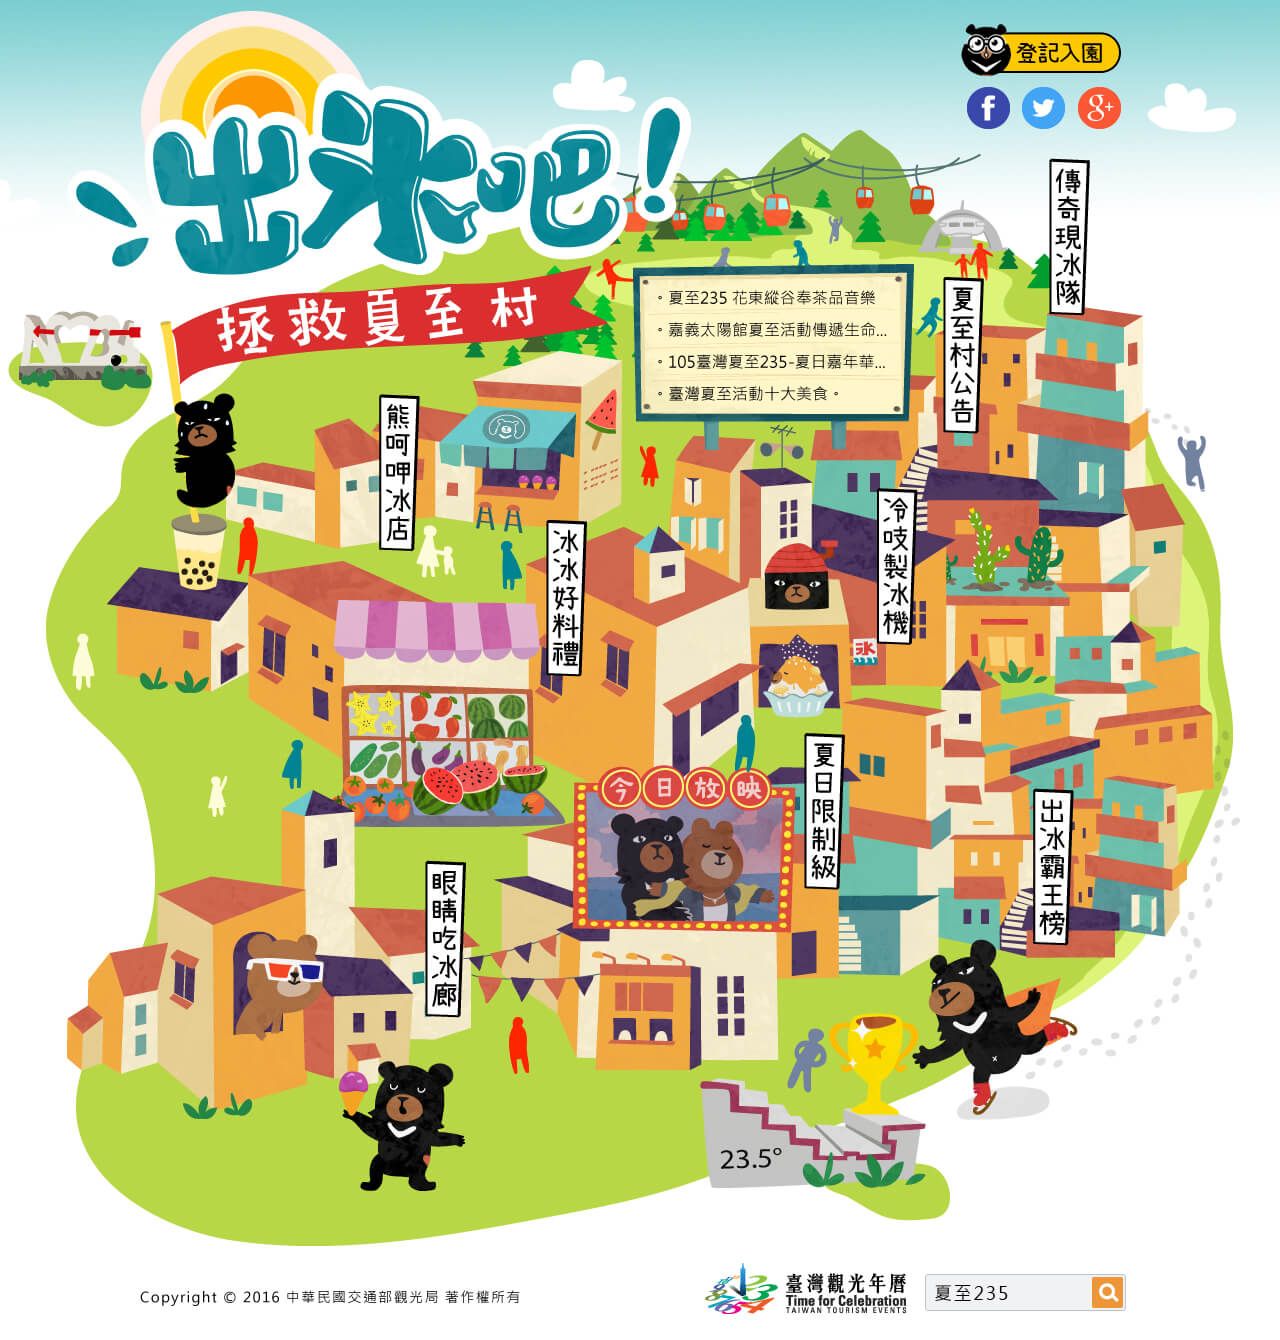 登記入園
出冰吧！
拯救夏至村
。夏至235 花東縱谷奉茶品音樂
。嘉義太陽館夏至活動傳遞生命...
。105臺灣夏至235-夏日嘉年華...
。臺灣夏至活動十大美食。
傳奇現冰隊
夏至村公告
熊呵呷冰店
冷吱製冰機
冰冰好料禮
冰
今日放映
夏日限制級
出冰霸王榜
眼睛吃冰廊
23.5°
Copyright © 2016 中華民國交通部觀光局 著作權所有
臺灣觀光年曆
Time for Celebration
TAIWAN TOURISM EVENTS
夏至235